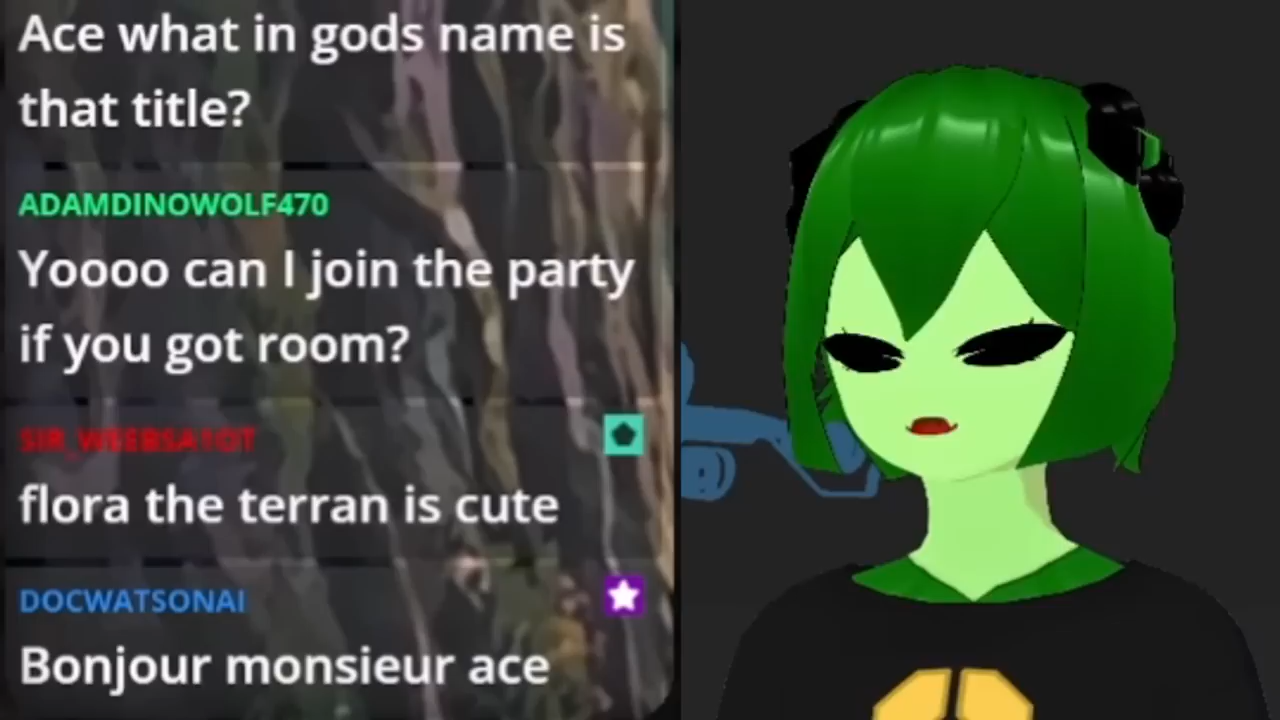 Ace what in gods name is
that title?
ADAMDINOWOLF470
Yoooo can I join the party
if you got room?
SIR_WEEBSA1OT
flora the terran is cute
DOCWATSONAI
Bonjour monsieur ace